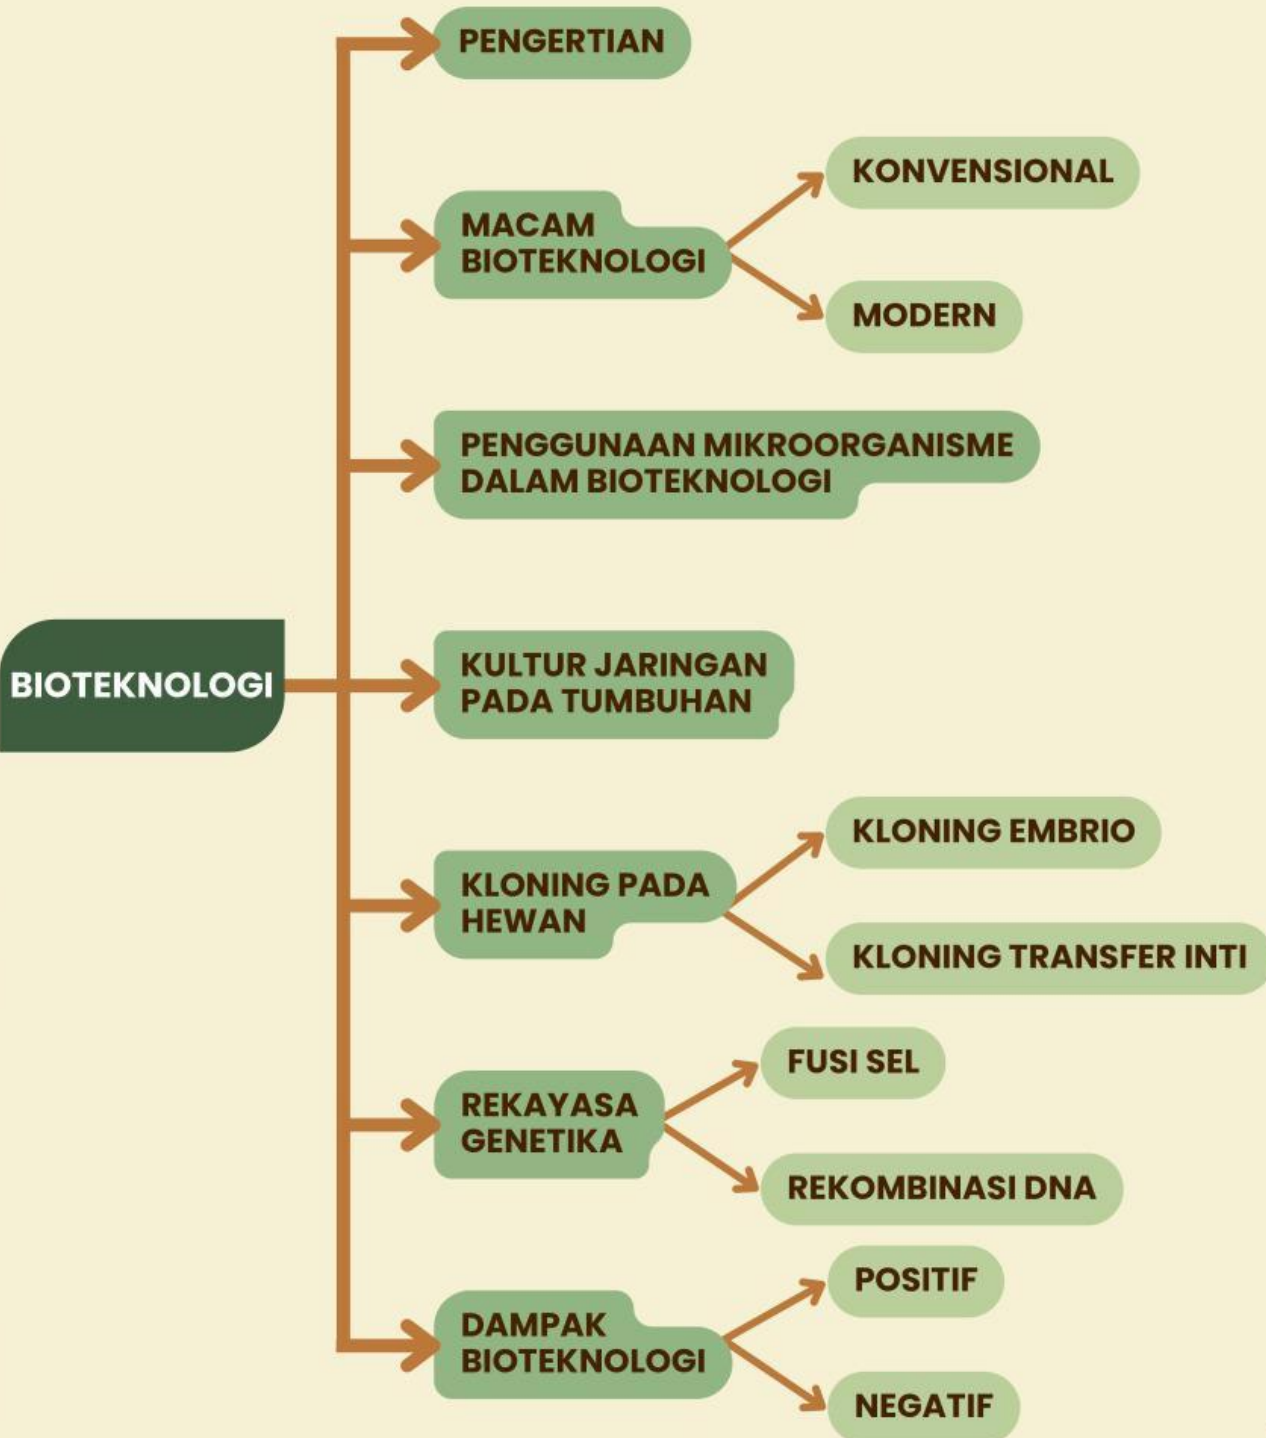 PENGERTIAN
MACAM
BIOTEKNOLOGI
KONVENSIONAL
MODERN
PENGGUNAAN MIKROORGANISME
DALAM BIOTEKNOLOGI
BIOTEKNOLOGI
KULTUR JARINGAN
PADA TUMBUHAN
KLONING PADA
HEWAN
KLONING EMBRIO
KLONING TRANSFER INTI
REKAYASA
GENETIKA
FUSI SEL
REKOMBINASI DNA
DAMPAK
BIOTEKNOLOGI
POSITIF
NEGATIF